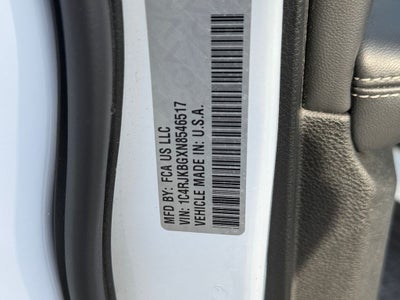 MFD BY: FCA US LLC
VIN: 1C4RJKBGXN8546517
VEHICLE MADE IN: U.S.A.